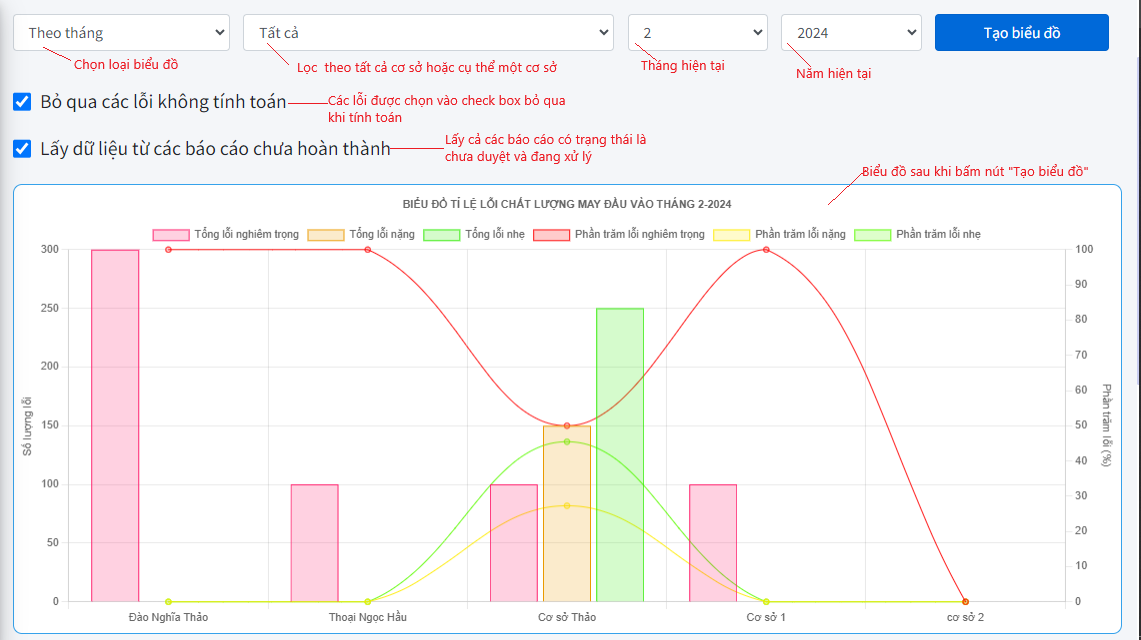 Theo tháng
Tất cả
2
2024
Tạo biểu đồ
Chọn loại biểu đồ
Lọc theo tất cả cơ sở hoặc cụ thể một cơ sở
Tháng hiện tại
Năm hiện tại
Bỏ qua các lỗi không tính toán
Các lỗi được chọn vào check box bỏ qua
khi tính toán
Lấy dữ liệu từ các báo cáo chưa hoàn thành
Lấy cả các báo cáo có trạng thái là
chưa duyệt và đang xử lý
Biểu đồ sau khi bấm nút "Tạo biểu đồ"
BIỂU ĐỒ TỈ LỆ LỖI CHẤT LƯỢNG MAY ĐẦU VÀO THÁNG 2-2024
Tổng lỗi nghiêm trọng
Tổng lỗi nặng
Tổng lỗi nhẹ
Phần trăm lỗi nghiêm trọng
Phần trăm lỗi nặng
Phần trăm lỗi nhẹ
Số lượng lỗi
300
250
200
150
100
50
0
100
90
80
70
60
50
40
30
20
10
0
Phần trăm lỗi (%)
Đào Nghĩa Thảo
Thoại Ngọc Hầu
Cơ sở Thảo
Cơ sở 1
cơ sở 2